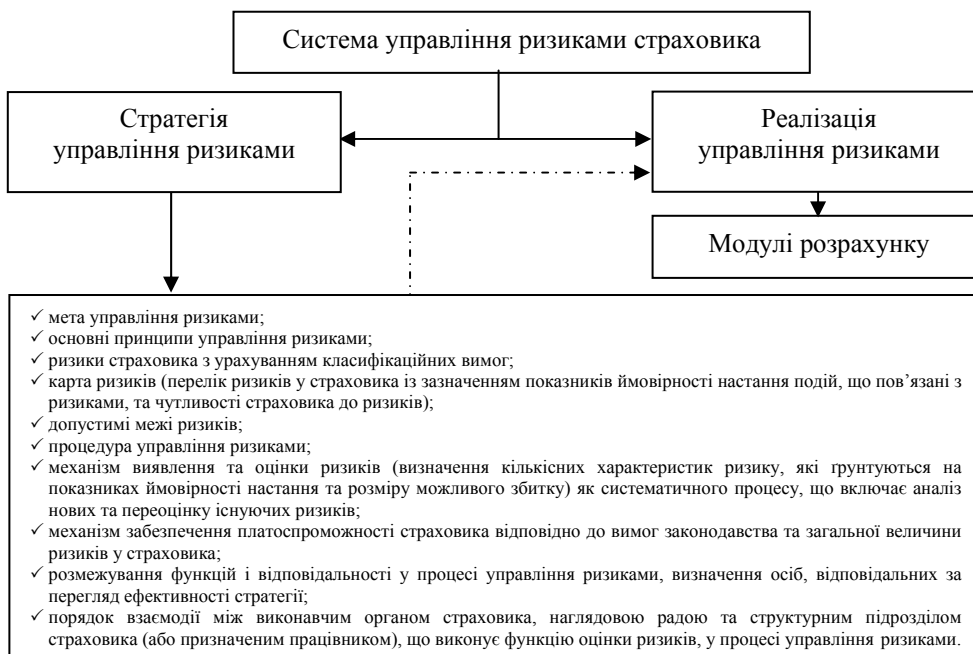 Система управління ризиками страховика
Стратегія
управління ризиками
Реалізація
управління ризиками
Модулі розрахунку
✓ мета управління ризиками;
✓ основні принципи управління ризиками;
✓ ризики страховика з урахуванням класифікаційних вимог;
✓ карта ризиків (перелік ризиків у страховика із зазначенням показників ймовірності настання подій, що пов’язані з
ризиками, та чутливості страховика до ризиків);
✓ допустимі межі ризиків;
✓ процедура управління ризиками;
✓ механізм виявлення та оцінки ризиків (визначення кількісних характеристик ризику, які ґрунтуються на
показниках ймовірності настання та розміру можливого збитку) як систематичного процесу, що включає аналіз
нових та переоцінку існуючих ризиків;
✓ механізм забезпечення платоспроможності страховика відповідно до вимог законодавства та загальної величини
ризиків у страховика;
✓ розмежування функцій і відповідальності у процесі управління ризиками, визначення осіб, відповідальних за
перегляд ефективності стратегії;
✓ порядок взаємодії між виконавчим органом страховика, наглядовою радою та структурним підрозділом
страховика (або призначеним працівником), що виконує функцію оцінки ризиків, у процесі управління ризиками.